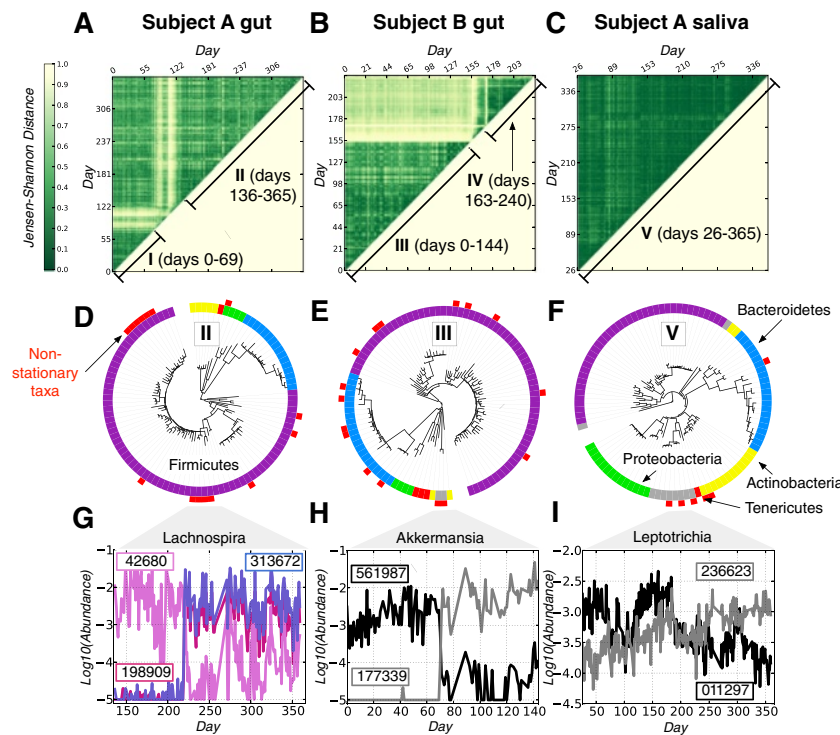 A Subject A gut
B Subject B gut
C Subject A saliva
Day
0 55 122 181 237 306
Day
0 21 44 65 98 127 155 178 203
Day
26 89 153 210 275 336
Jensen-Shannon Distance
1.0
0.9
0.8
0.7
0.6
0.5
0.4
0.3
0.2
0.1
0.0
Day
306
237
181
122
55
0
II (days
136-365)
I (days 0-69)
Day
203
178
155
127
98
65
44
21
0
IV (days
163-240)
III (days 0-144)
Day
336
275
210
153
89
26
V (days 26-365)
D
II
Non-
stationary
taxa
Firmicutes
E
III
F
V
Bacteroidetes
Proteobacteria
Actinobacteria
Tenericutes
G
Lachnospira
Log10(Abundance)
−1
−2
−3
−4
−5
42680
313672
198909
150 200 250 300 350
Day
H
Akkermansia
Log10(Abundance)
−1
−2
−3
−4
−5
561987
177339
0 20 40 60 80 100 120 140
Day
I
Leptotrichia
Log10(Abundance)
−2.0
−2.5
−3.0
−3.5
−4.0
−4.5
236623
011297
50 100 150 200 250 300 350
Day